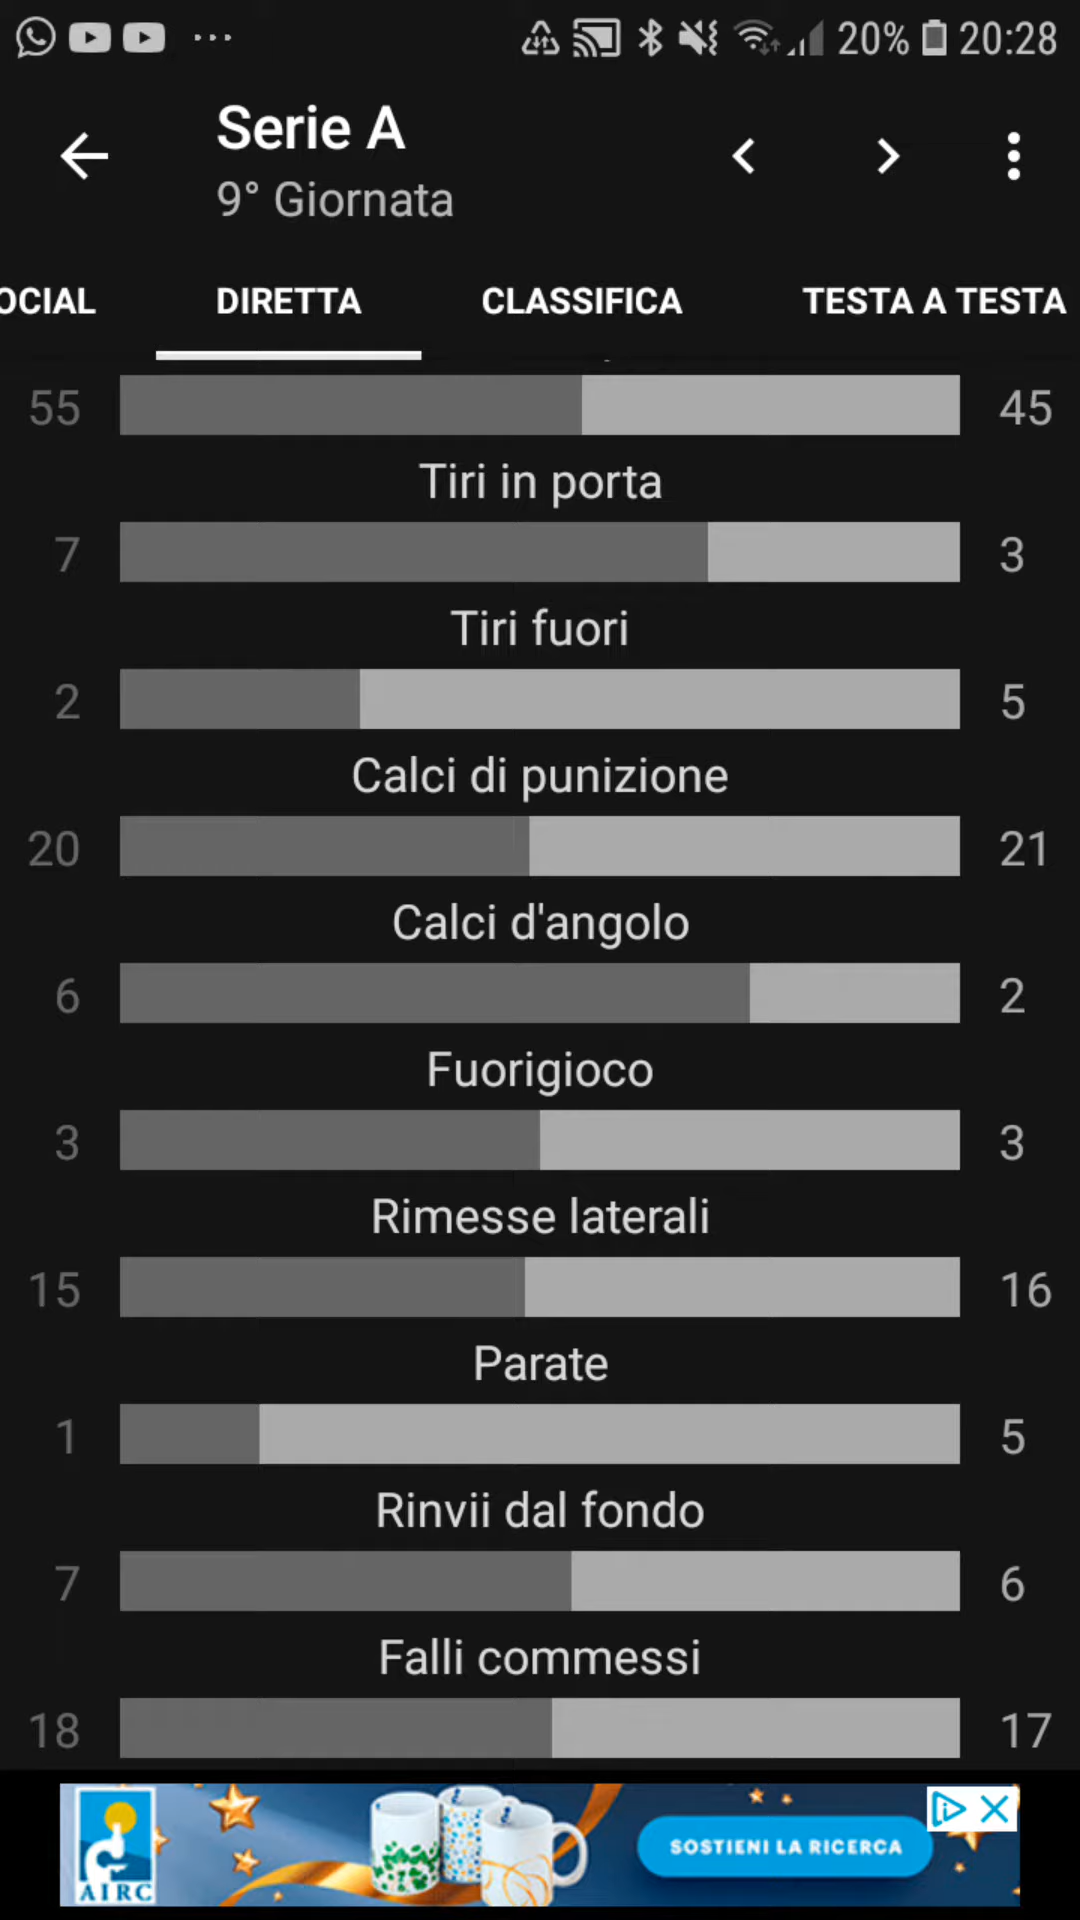 20% 20:28
Serie A
9° Giornata
OCIAL DIRETTA CLASSIFICA TESTA A TESTA
55 45
Tiri in porta
7 3
Tiri fuori
2 5
Calci di punizione
20 21
Calci d'angolo
6 2
Fuorigioco
3 3
Rimesse laterali
15 16
Parate
1 5
Rinvii dal fondo
7 6
Falli commessi
18 17
AIRC
SOSTIENI LA RICERCA